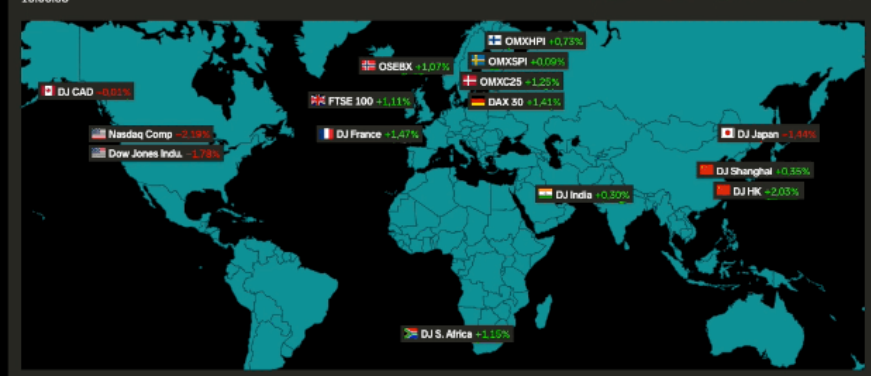 OMXHPI +0,73%
OSEBX +1,07%
OMXSPI +0,09%
OMXC25 +1,25%
DJ CAD -0,01%
FTSE 100 +1,11%
DAX 30 +1,41%
Nasdaq Comp -2,19%
DJ France +1,47%
DJ Japan -1,44%
Dow Jones Indu. -1,78%
DJ Shanghai +0,35%
DJ India +0,30%
DJ HK +2,03%
DJ S. Africa +1,15%